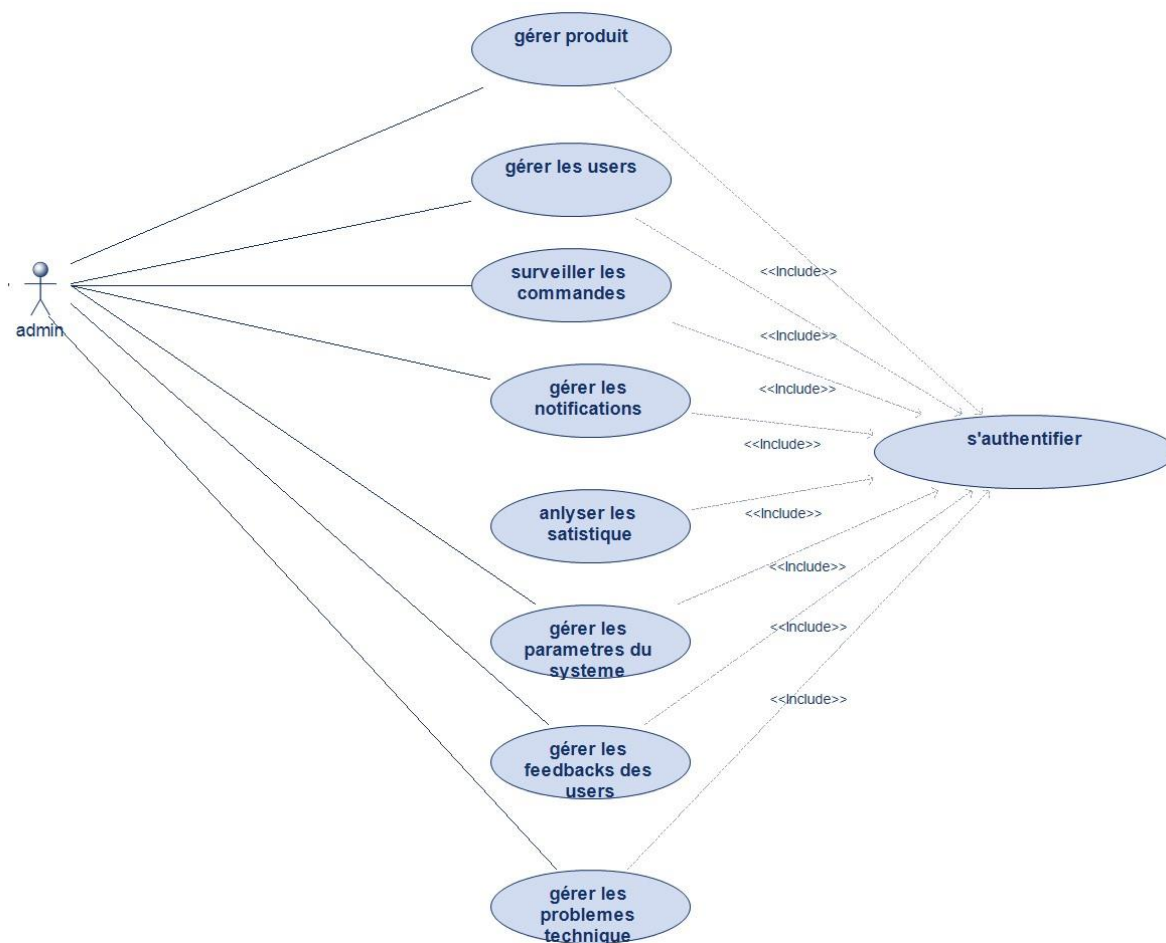 gérer produit
gérer les users
surveiller les
commandes
<<Include>>
admin
<<Include>>
gérer les
notifications
<<Include>>
s'authentifier
<<Include>>
anlyser les
satistique
<<Include>>
<<Include>>
gérer les
parametres du
systeme
<<Include>>
<<Include>>
gérer les
feedbacks des
users
gérer les
problemes
technique